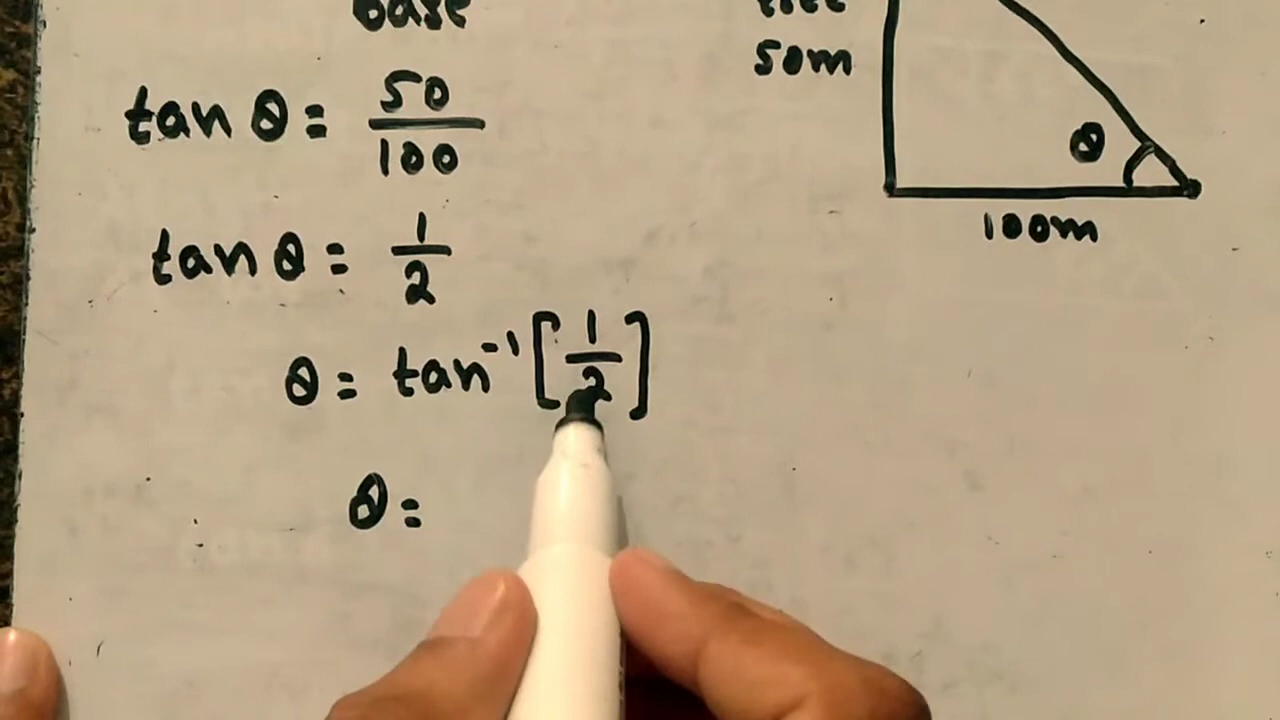 base
50m
tan θ = 50/100
θ
100m
tan θ = 1/2
θ = tan⁻¹ [1/2]
θ =